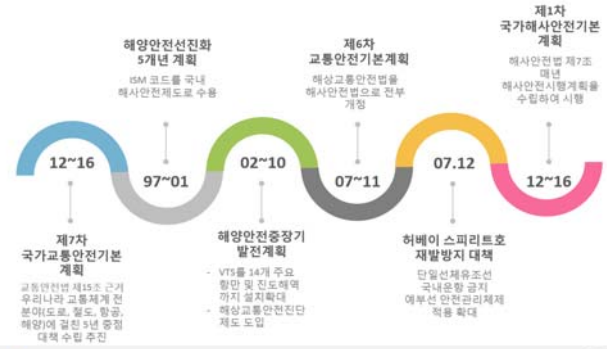 12~16
제7차
국가교통안전기본
계획
교통안전법 제15조 근거
우리나라 교통체계 전
분야(도로, 철도, 항공,
해양)에 걸친 5년 중점
대책 수립 추진
해양안전선진화
5개년 계획
ISM 코드를 국내
해사안전제도로 수용
97~01
02~10
해양안전중장기
발전계획
- VTS를 14개 주요
항만 및 진도해역
까지 설치확대
- 해상교통안전진단
제도 도입
제6차
교통안전기본계획
해상교통안전법을
해사안전법으로 전부
개정
07~11
07.12
허베이 스피리트호
재발방지 대책
단일선체유조선
국내운항 금지
예부선 안전관리체제
적용 확대
제1차
국가해사안전기본
계획
해사안전법 제7조
매년
해사안전시행계획을
수립하여 시행
12~16